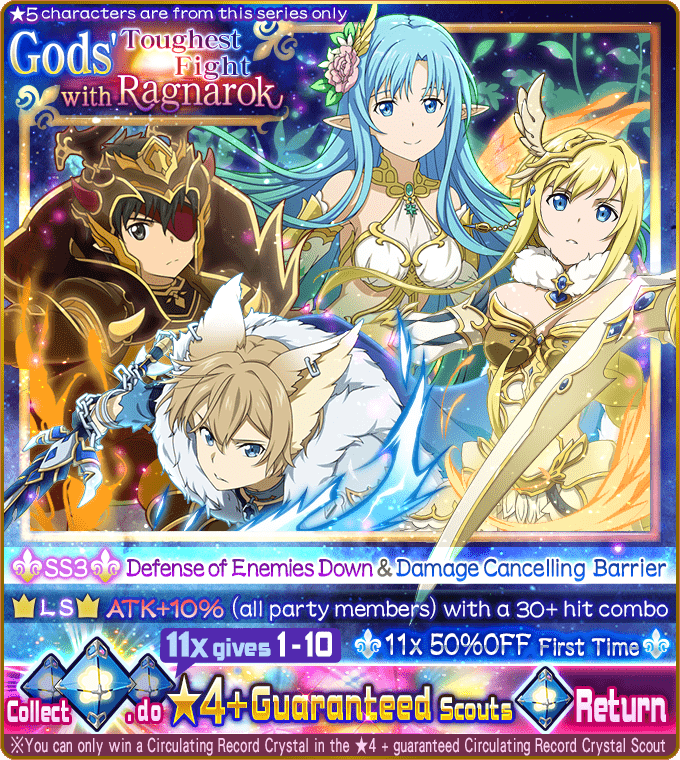 ★5 characters are from this series only
Gods' Toughest
Fight
with Ragnarok
SS3 Defense of Enemies Down & Damage Cancelling Barrier
LS ATK+10% (all party members) with a 30+ hit combo
11x gives 1-10 11x 50%OFF First Time
Collect .do ★4+Guaranteed Scouts Return
※You can only win a Circulating Record Crystal in the ★4 + guaranteed Circulating Record Crystal Scout